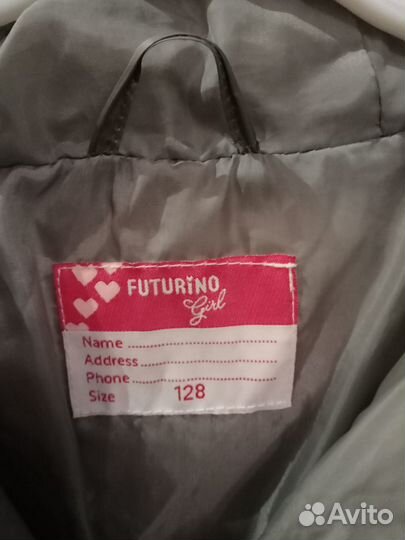 FUTURiNO
Girl
Name
Address
Phone
Size 128
Avito